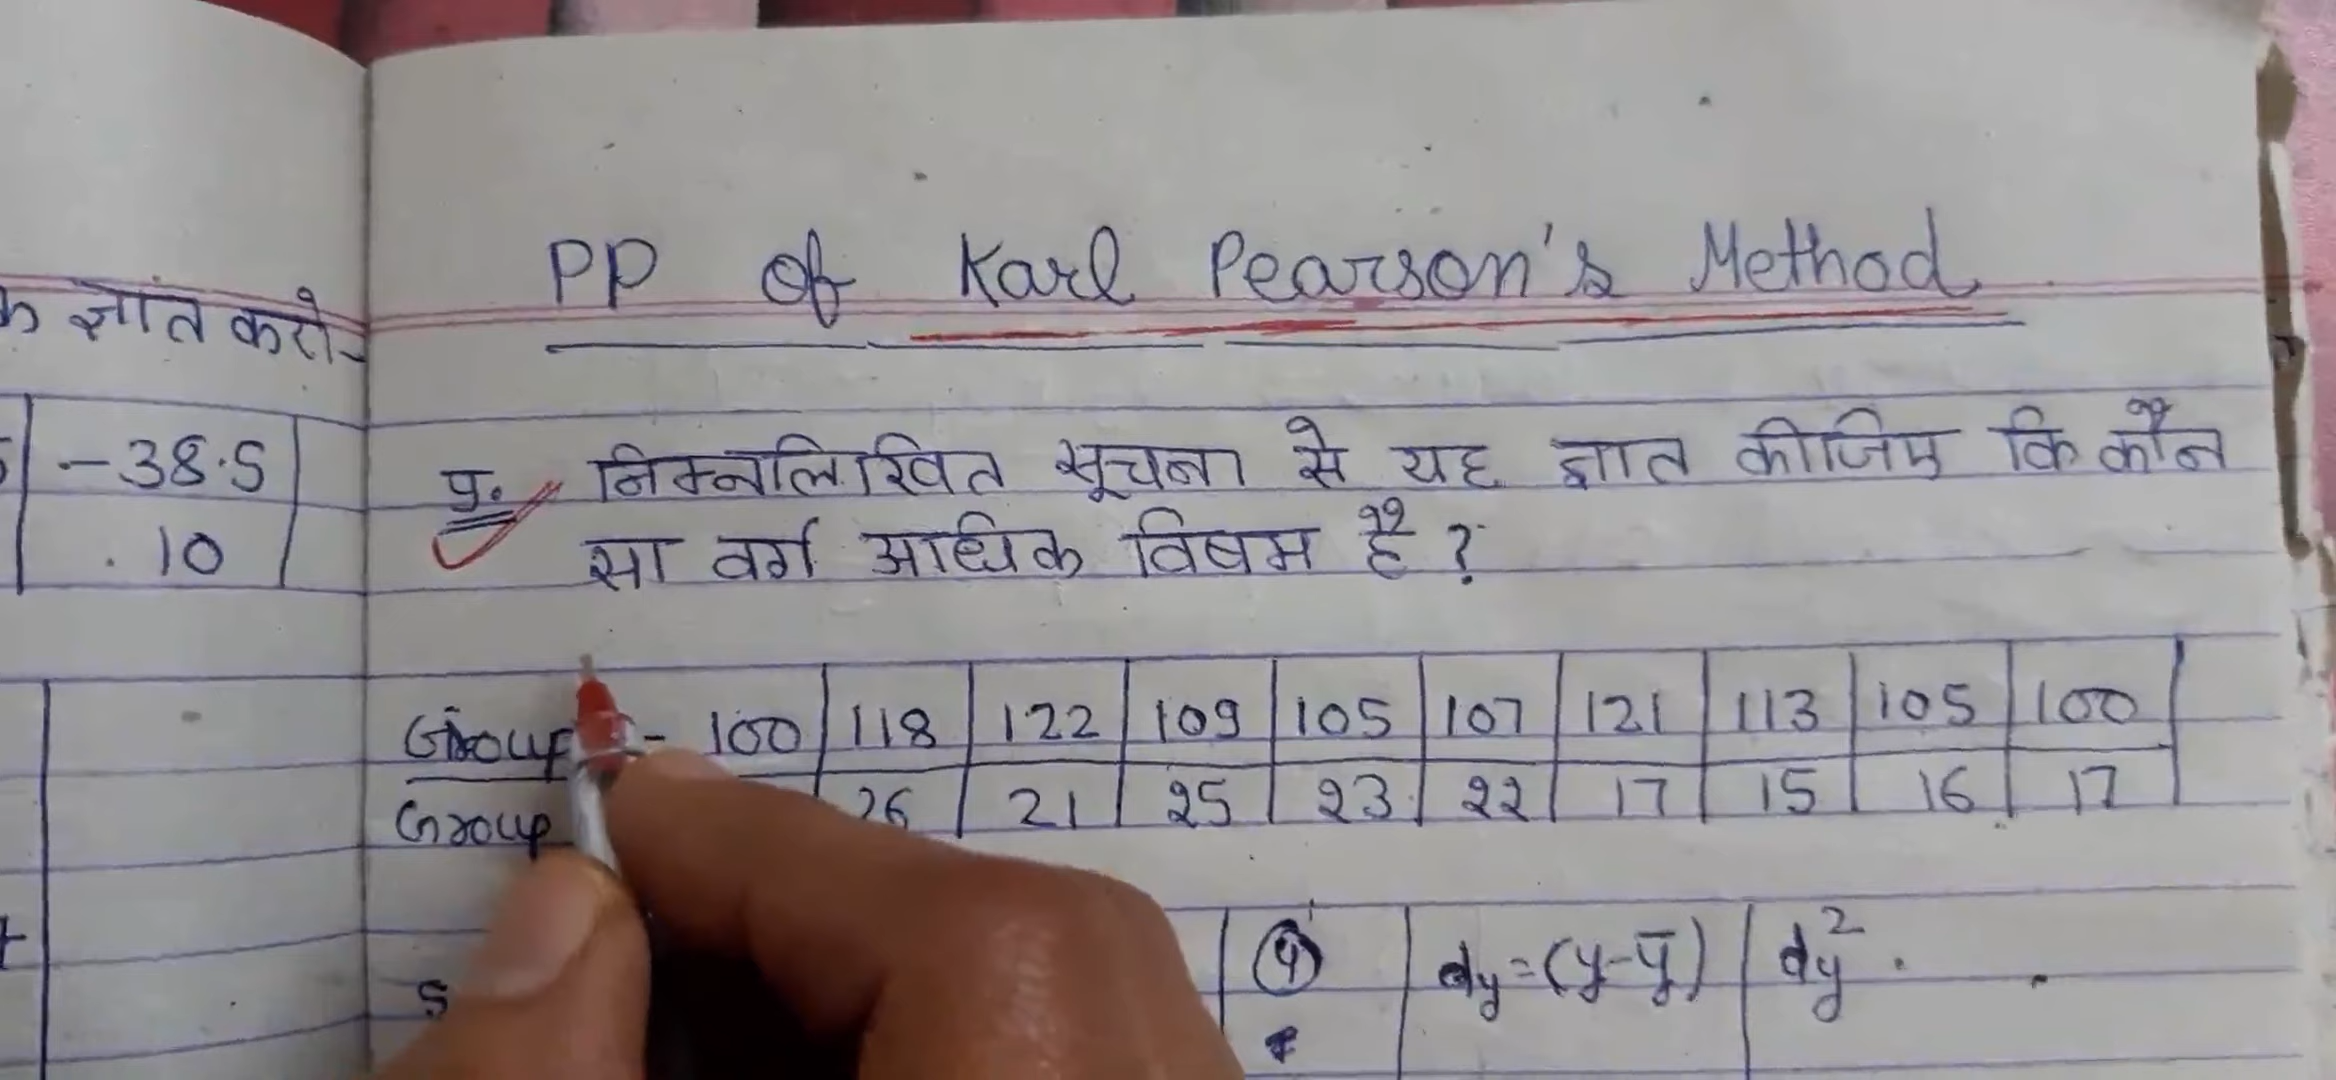 क ज्ञात करो-
-38.5
10
PP of Karl Pearson's Method
प्र. निम्नलिखित सूचना से यह ज्ञात कीजिए कि कौन
सा वर्ग अधिक विषम है ?
Group - 100 118 122 109 105 107 121 113 105 100
Group 26 21 25 23 22 17 15 16 17
S y dy=(y-ȳ) dy²